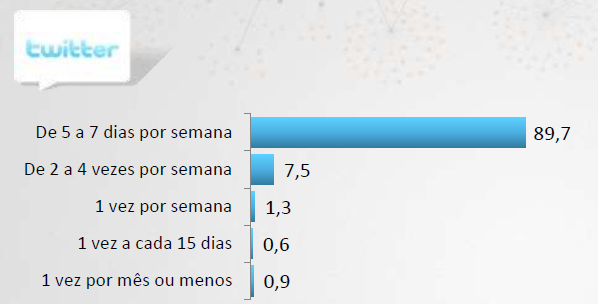 twitter
De 5 a 7 dias por semana 89,7
De 2 a 4 vezes por semana 7,5
1 vez por semana 1,3
1 vez a cada 15 dias 0,6
1 vez por mês ou menos 0,9